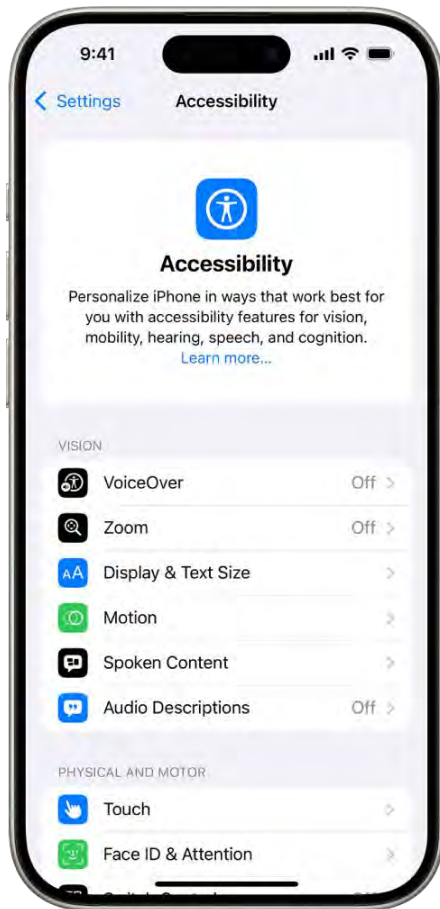 9:41
Settings
Accessibility
Accessibility
Personalize iPhone in ways that work best for
you with accessibility features for vision,
mobility, hearing, speech, and cognition.
Learn more...
VISION
VoiceOver Off
Zoom Off
AA Display & Text Size
Motion
Spoken Content
Audio Descriptions Off
PHYSICAL AND MOTOR
Touch
Face ID & Attention